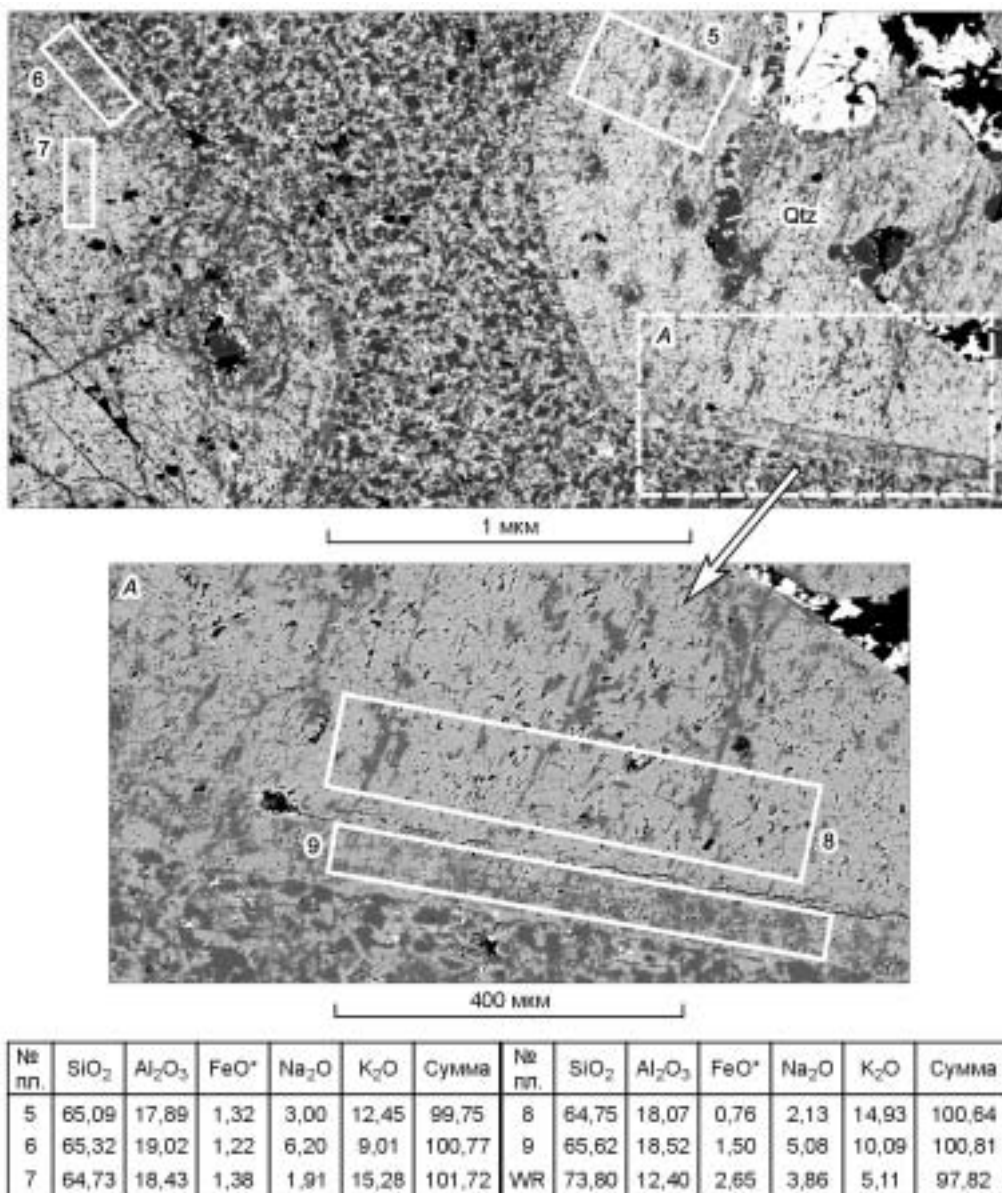 6
5
7
Qtz
A
1 мкм
A
9
8
400 мкм
№ пл. SiO₂ Al₂O₃ FeO* Na₂O K₂O Сумма № пл. SiO₂ Al₂O₃ FeO* Na₂O K₂O Сумма
5 65,09 17,89 1,32 3,00 12,45 99,75 8 64,75 18,07 0,76 2,13 14,93 100,64
6 65,32 19,02 1,22 6,20 9,01 100,77 9 65,62 18,52 1,50 5,08 10,09 100,81
7 64,73 18,43 1,38 1,91 15,28 101,72 WR 73,80 12,40 2,65 3,86 5,11 97,82